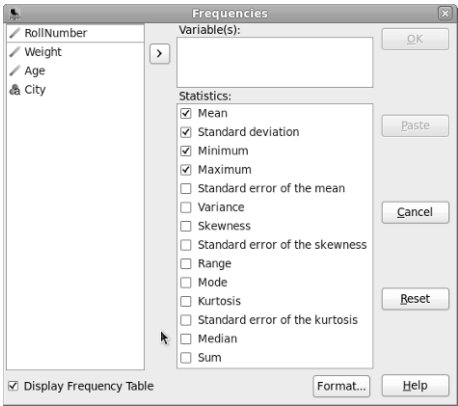 Frequencies
RollNumber
Weight
Age
City
>
Variable(s):
Statistics:
Mean
Standard deviation
Minimum
Maximum
Standard error of the mean
Variance
Skewness
Standard error of the skewness
Range
Mode
Kurtosis
Standard error of the kurtosis
Median
Sum
OK
Paste
Cancel
Reset
Display Frequency Table
Format...
Help